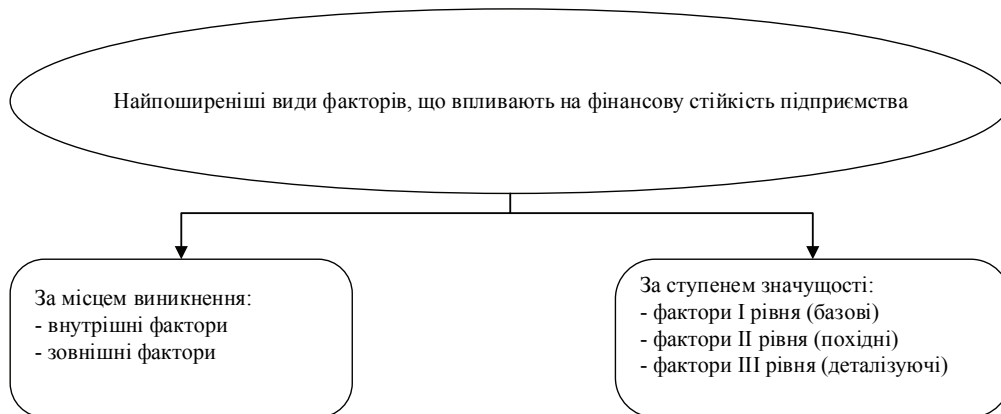 Найпоширеніші види факторів, що впливають на фінансову стійкість підприємства
За місцем виникнення:
- внутрішні фактори
- зовнішні фактори
За ступенем значущості:
- фактори І рівня (базові)
- фактори ІІ рівня (похідні)
- фактори ІІІ рівня (деталізуючі)